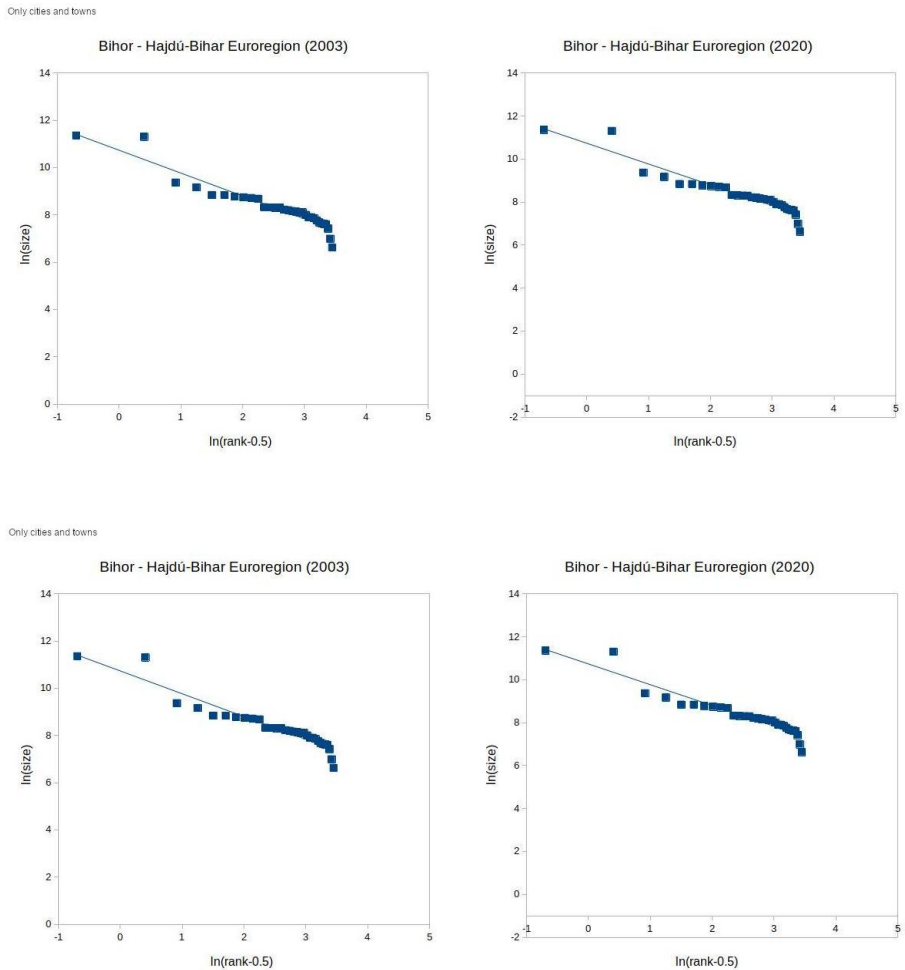 Only cities and towns
Bihor - Hajdú-Bihar Euroregion (2003)
14
12
10
8
6
4
2
0
-1 0 1 2 3 4 5
ln(size)
ln(rank-0.5)
Bihor - Hajdú-Bihar Euroregion (2020)
14
12
10
8
6
4
2
0
-2
-1 0 1 2 3 4 5
ln(size)
ln(rank-0.5)
Only cities and towns
Bihor - Hajdú-Bihar Euroregion (2003)
14
12
10
8
6
4
2
0
-1 0 1 2 3 4 5
ln(size)
ln(rank-0.5)
Bihor - Hajdú-Bihar Euroregion (2020)
14
12
10
8
6
4
2
0
-2
-1 0 1 2 3 4 5
ln(size)
ln(rank-0.5)